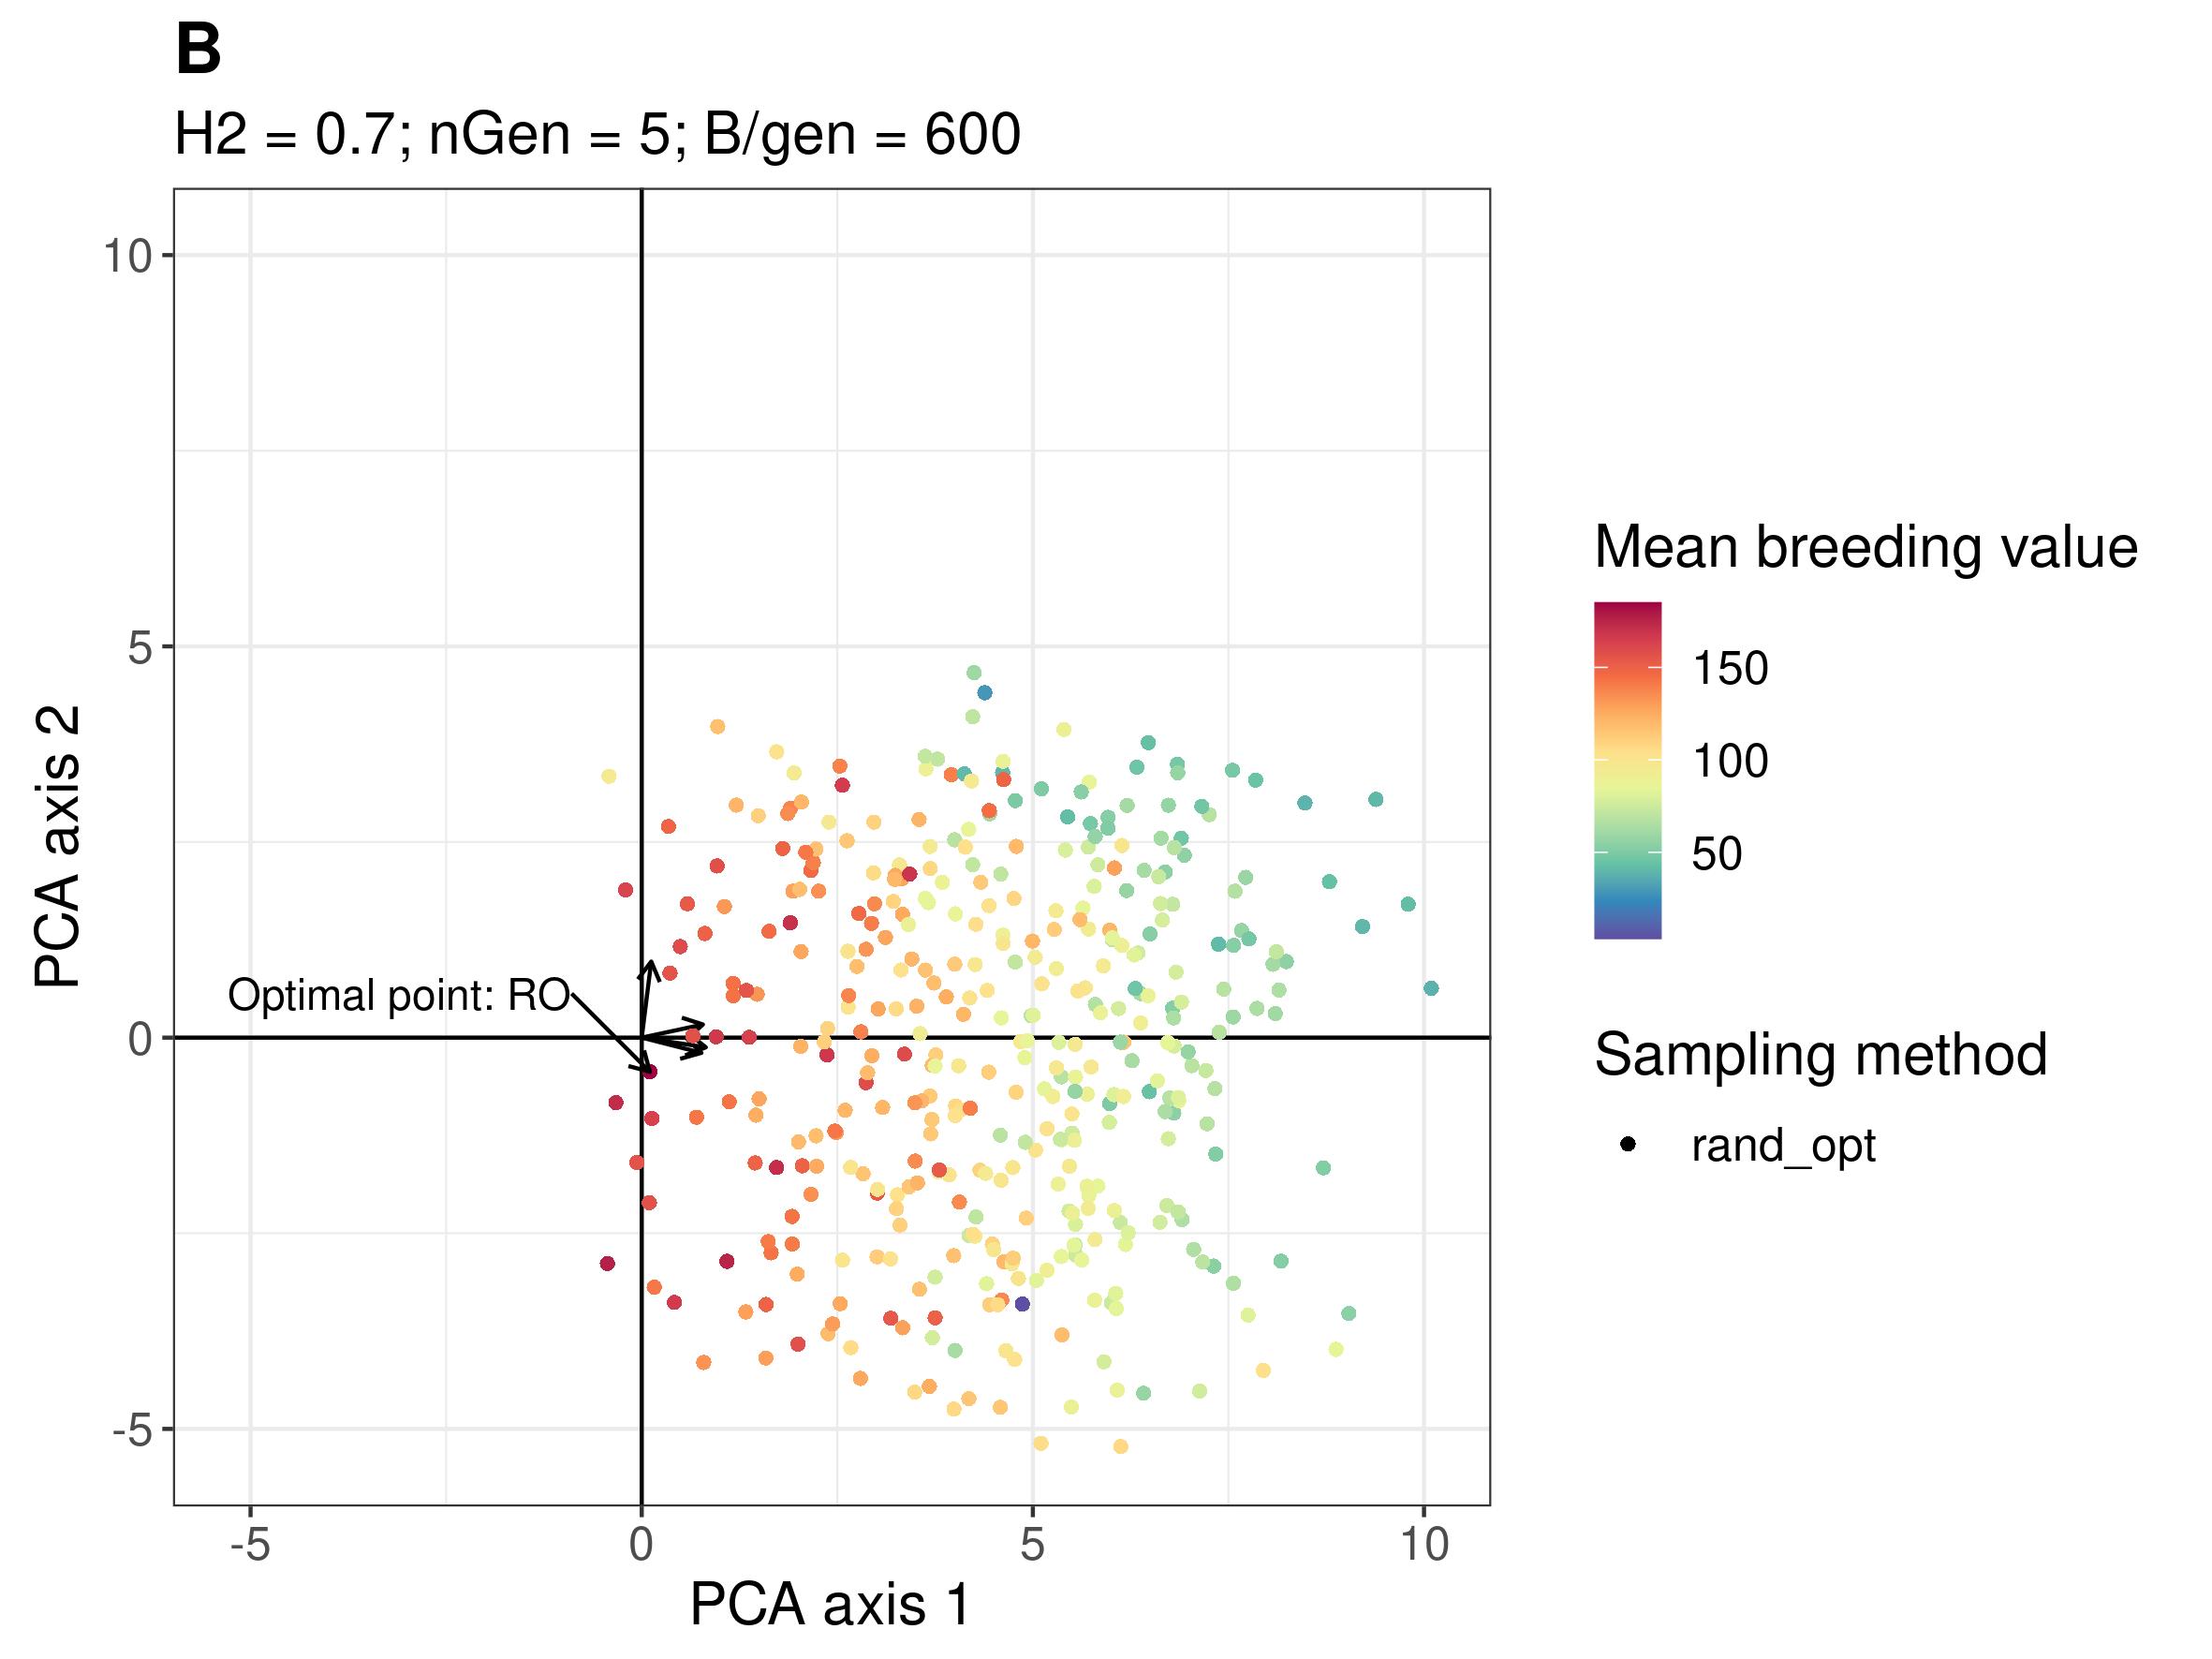 B
H2 = 0.7; nGen = 5; B/gen = 600
10
5
0
-5
PCA axis 2
Optimal point: RO
-5
0
5
10
PCA axis 1
Mean breeding value
150
100
50
Sampling method
rand_opt